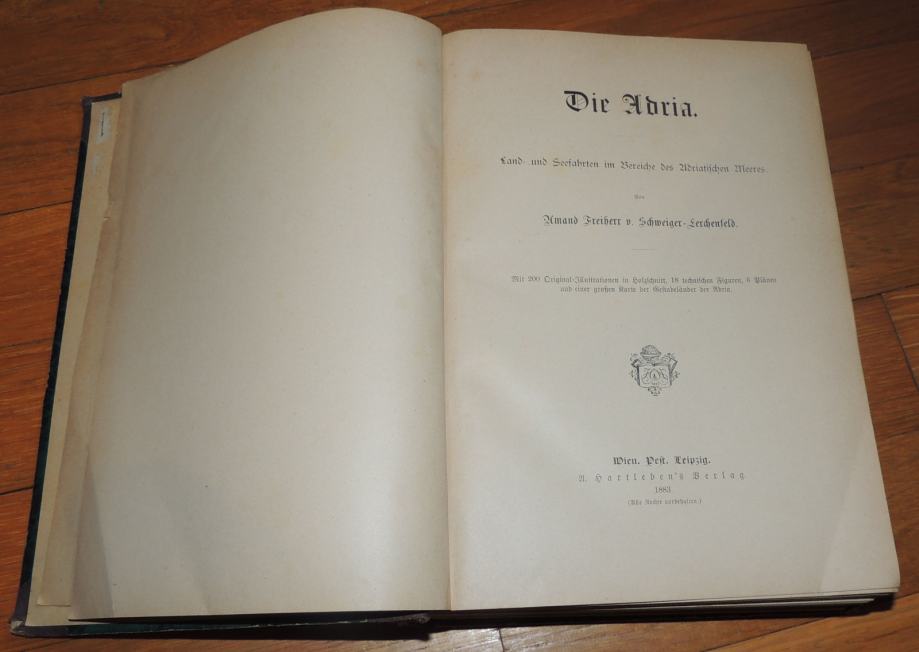 Die Adria.
Land- und Seefahrten im Bereiche des Adriatischen Meeres.
Von
Amand Freiherr v. Schweiger-Lerchenfeld.
Mit 200 Original-Illustrationen in Holzschnitt, 18 technischen Figuren, 6 Plänen
und einer großen Karte der Gestadeländer der Adria.
Wien. Pest. Leipzig.
A. Hartleben's Verlag.
1883.
(Alle Rechte vorbehalten.)